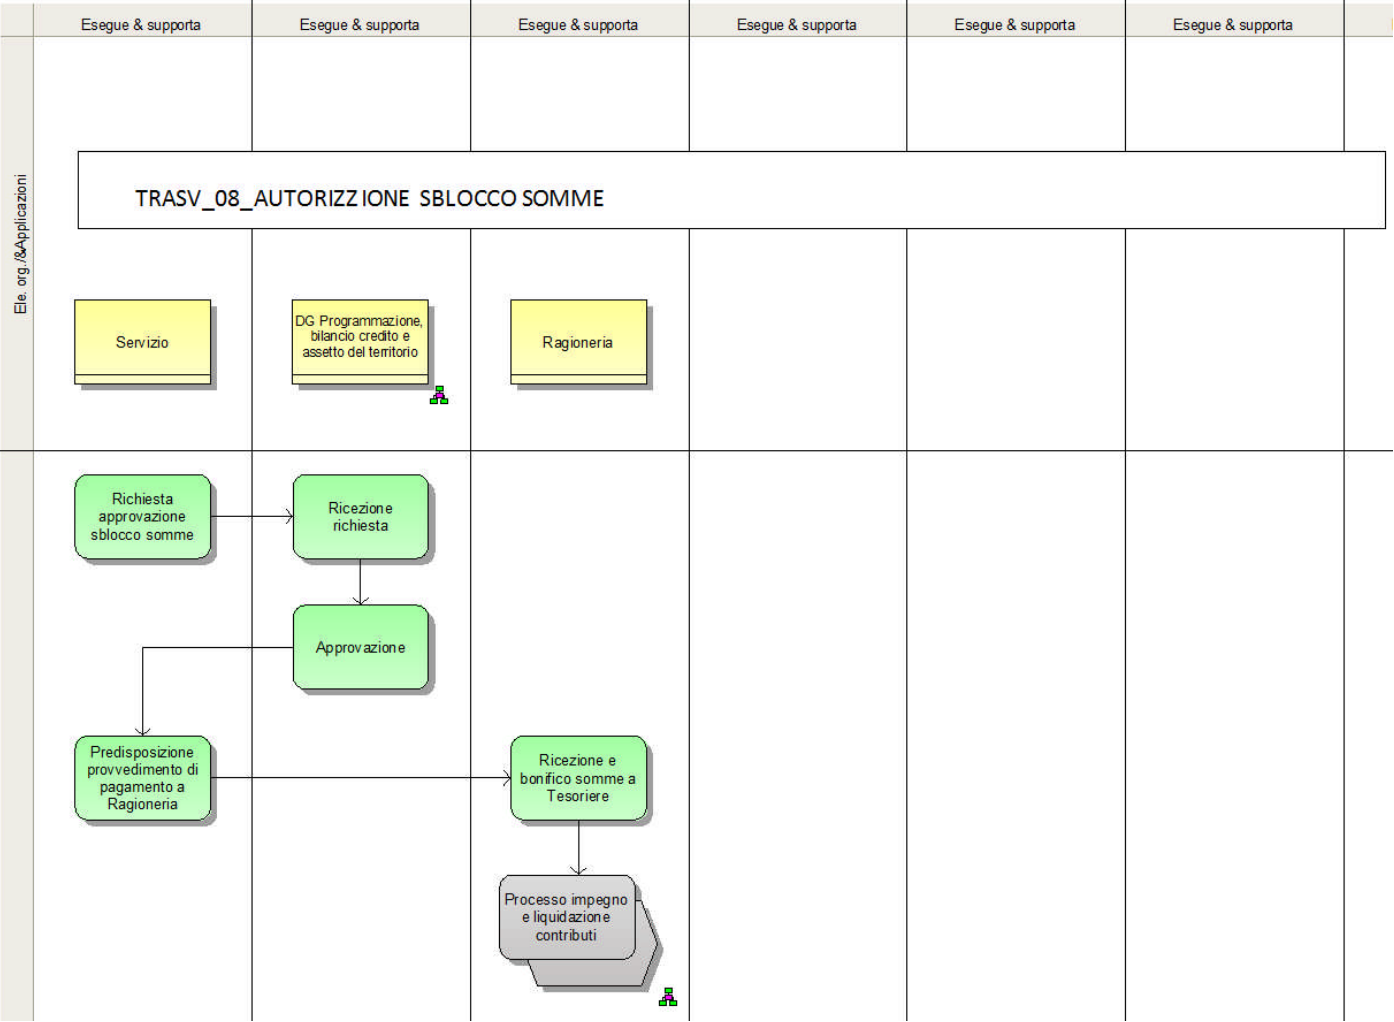 Esegue & supporta
Esegue & supporta
Esegue & supporta
Esegue & supporta
Esegue & supporta
Esegue & supporta
Ele. org./&Applicazioni
TRASV_08_AUTORIZZIONE SBLOCCO SOMME
Servizio
DG Programmazione,
bilancio credito e
assetto del territorio
Ragioneria
Richiesta
approvazione
sblocco somme
Ricezione
richiesta
Approvazione
Predisposizione
provvedimento di
pagamento a
Ragioneria
Ricezione e
bonifico somme a
Tesoriere
Processo impegno
e liquidazione
contributi